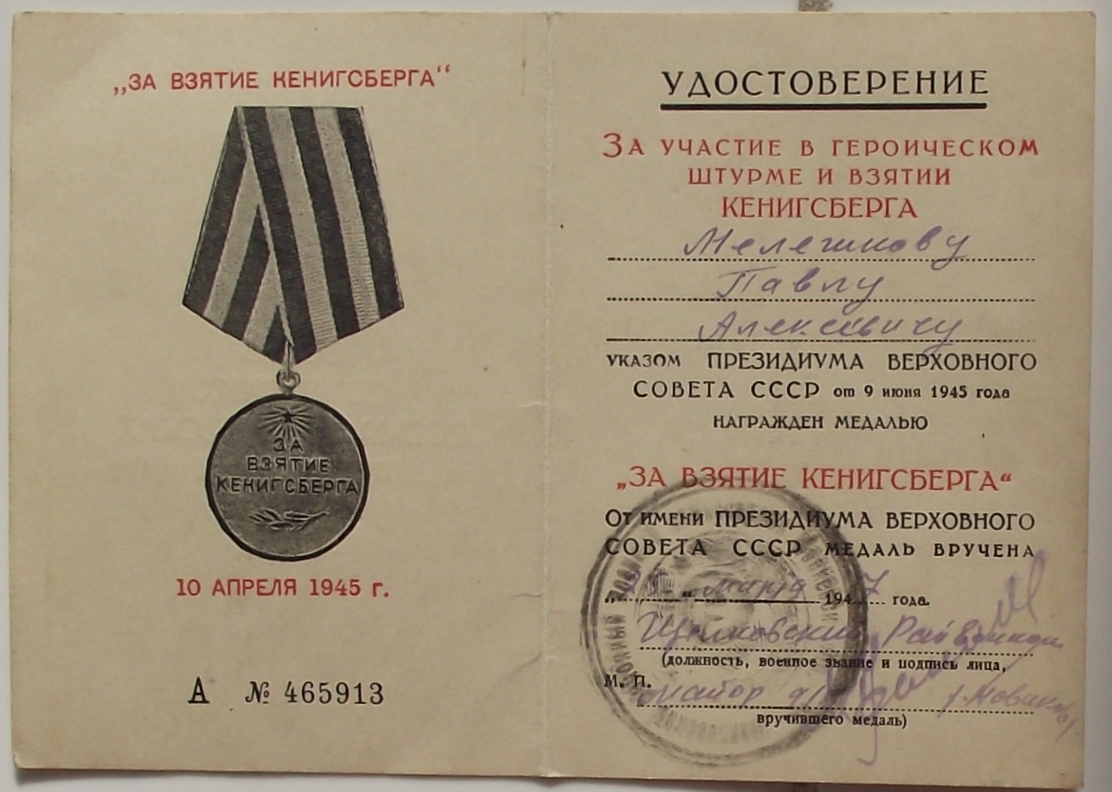 „ЗА ВЗЯТИЕ КЕНИГСБЕРГА“
ЗА
ВЗЯТИЕ
КЕНИГСБЕРГА
10 АПРЕЛЯ 1945 г.
А № 465913
УДОСТОВЕРЕНИЕ
ЗА УЧАСТИЕ В ГЕРОИЧЕСКОМ
ШТУРМЕ И ВЗЯТИИ
КЕНИГСБЕРГА
Мелешкову
Павлу
Алексеевичу
УКАЗОМ ПРЕЗИДИУМА ВЕРХОВНОГО
СОВЕТА СССР от 9 июня 1945 года
НАГРАЖДЕН МЕДАЛЬЮ
„ЗА ВЗЯТИЕ КЕНИГСБЕРГА“
ОТ ИМЕНИ ПРЕЗИДИУМА ВЕРХОВНОГО
СОВЕТА СССР МЕДАЛЬ ВРУЧЕНА
марта 1947 года.
(должность, военное звание и подпись лица,
М. П.
майор
вручившего медаль)